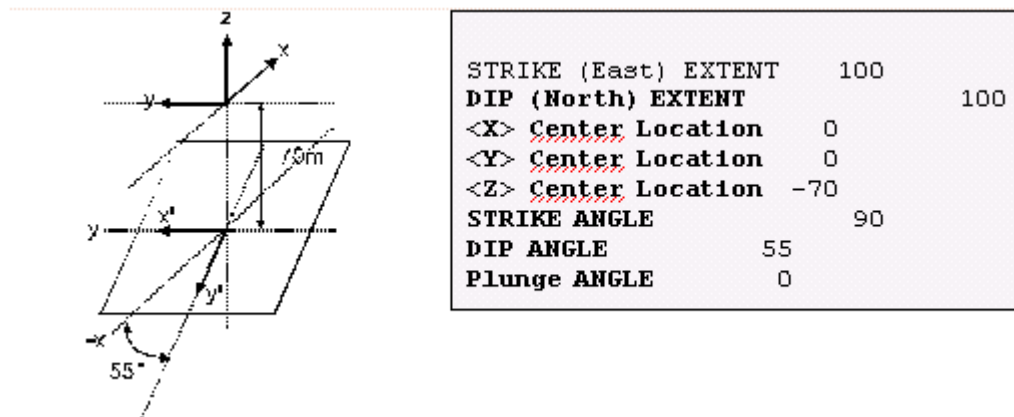 z
x
y
70m
x'
y
y'
-x
55°
STRIKE (East) EXTENT 100
DIP (North) EXTENT 100
<X> Center Location 0
<Y> Center Location 0
<Z> Center Location -70
STRIKE ANGLE 90
DIP ANGLE 55
Plunge ANGLE 0